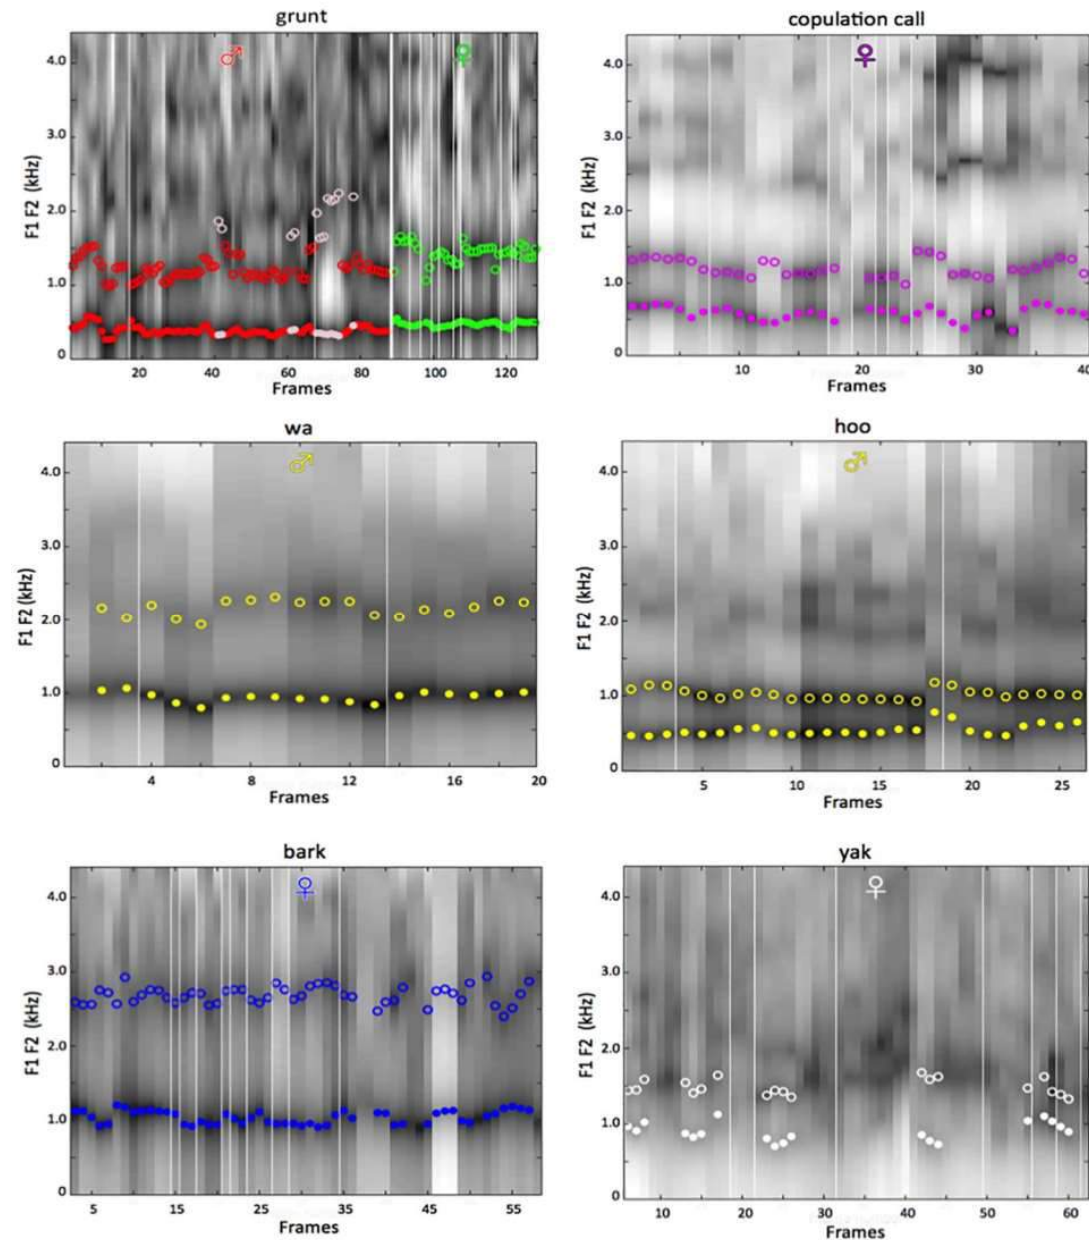 grunt
♂ ♀
F1 F2 (kHz)
4.0
3.0
2.0
1.0
0
20 40 60 80 100 120
Frames
copulation call
♀
F1 F2 (kHz)
4.0
3.0
2.0
1.0
0
10 20 30 40
Frames
wa
♂
F1 F2 (kHz)
4.0
3.0
2.0
1.0
0
4 8 12 16 20
Frames
hoo
♂
F1 F2 (kHz)
4.0
3.0
2.0
1.0
0
5 10 15 20 25
Frames
bark
♀
F1 F2 (kHz)
4.0
3.0
2.0
1.0
0
5 15 25 35 45 55
Frames
yak
♀
F1 F2 (kHz)
4.0
3.0
2.0
1.0
0
10 20 30 40 50 60
Frames